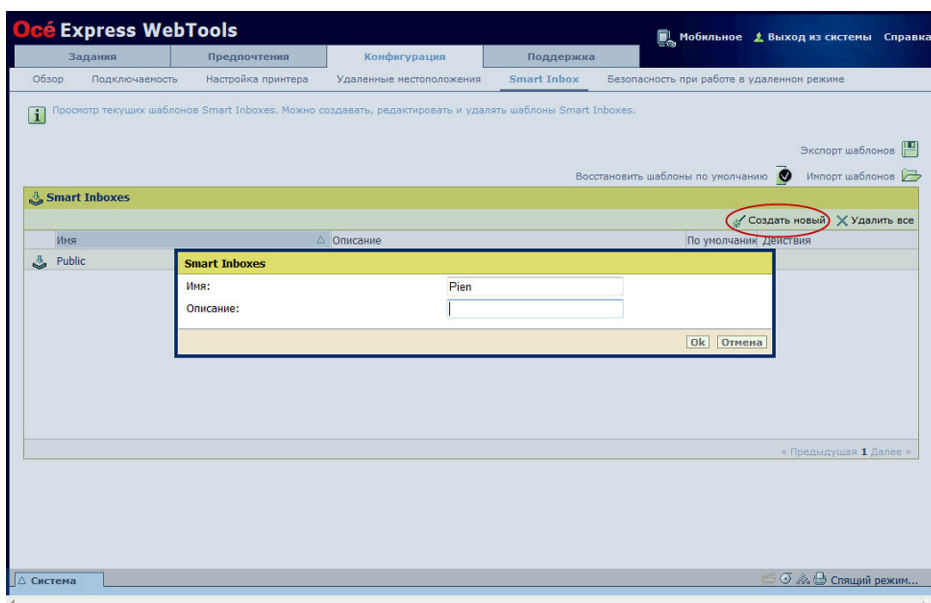 Océ Express WebTools
Мобильное Выход из системы Справка
Задания Предпочтения Конфигурация Поддержка
Обзор Подключаемость Настройка принтера Удаленные местоположения Smart Inbox Безопасность при работе в удаленном режиме
Просмотр текущих шаблонов Smart Inboxes. Можно создавать, редактировать и удалять шаблоны Smart Inboxes.
Экспорт шаблонов
Восстановить шаблоны по умолчанию Импорт шаблонов
Smart Inboxes
Создать новый Удалить все
Имя Описание По умолчанию Действия
Public
Smart Inboxes
Имя: Pien
Описание:
Ok Отмена
« Предыдущая 1 Далее »
Система Спящий режим...